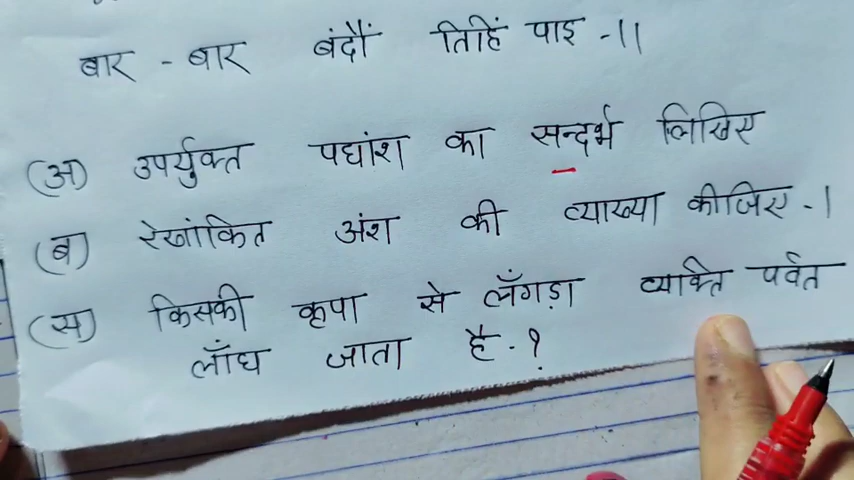 बार - बार बंदौं तिहिं पाइ -॥
(अ) उपर्युक्त पद्यांश का सन्दर्भ लिखिए
(ब) रेखांकित अंश की व्याख्या कीजिए -।
(स) किसकी कृपा से लँगड़ा व्यक्ति पर्वत
लाँघ जाता है - ?